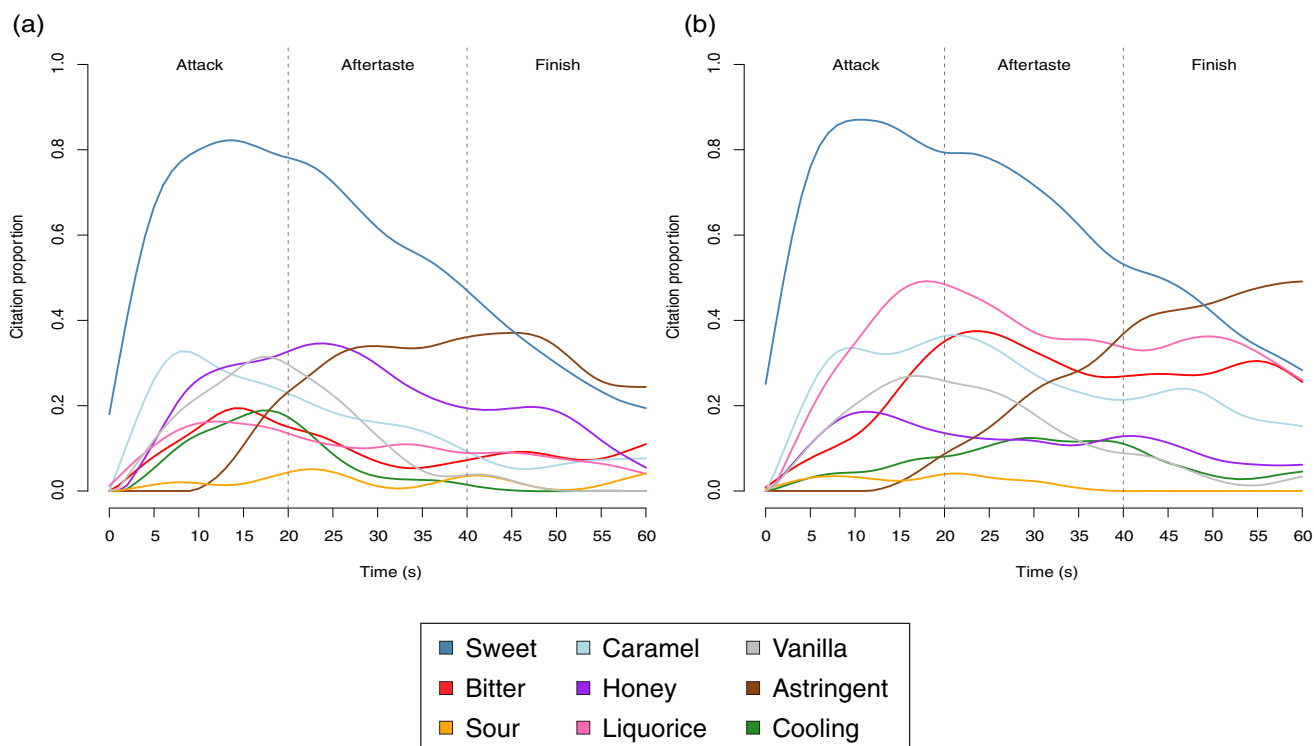 (a)
(b)
Attack Aftertaste Finish
Attack Aftertaste Finish
Citation proportion
0.0 0.2 0.4 0.6 0.8 1.0
0 5 10 15 20 25 30 35 40 45 50 55 60
Time (s)
Citation proportion
0.0 0.2 0.4 0.6 0.8 1.0
0 5 10 15 20 25 30 35 40 45 50 55 60
Time (s)
Sweet Caramel Vanilla
Bitter Honey Astringent
Sour Liquorice Cooling